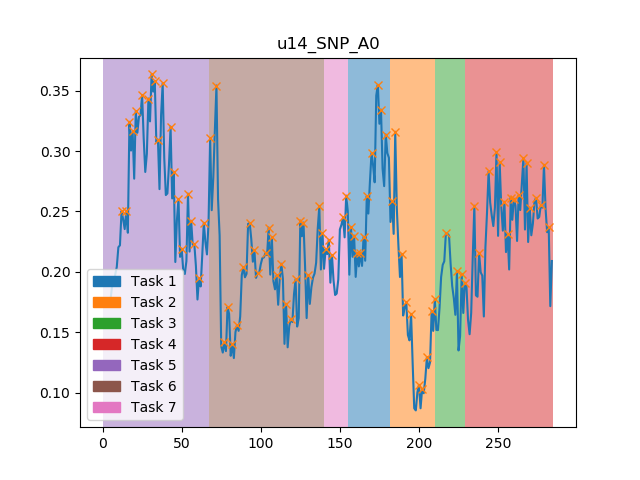 u14_SNP_A0
0.35
0.30
0.25
0.20
0.15
0.10
Task 1
Task 2
Task 3
Task 4
Task 5
Task 6
Task 7
0 50 100 150 200 250